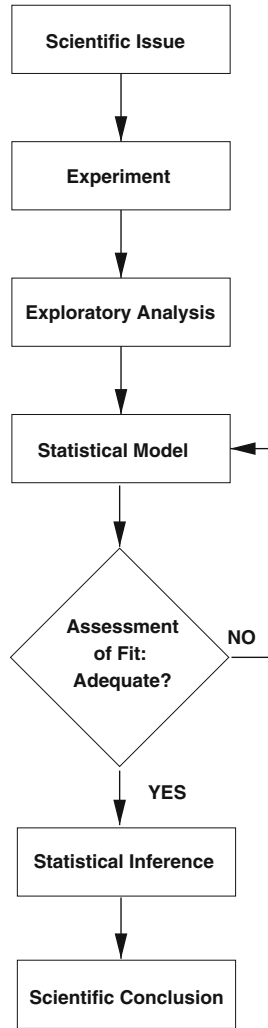 Scientific Issue
Experiment
Exploratory Analysis
Statistical Model
Assessment
of Fit:
Adequate?
NO
YES
Statistical Inference
Scientific Conclusion